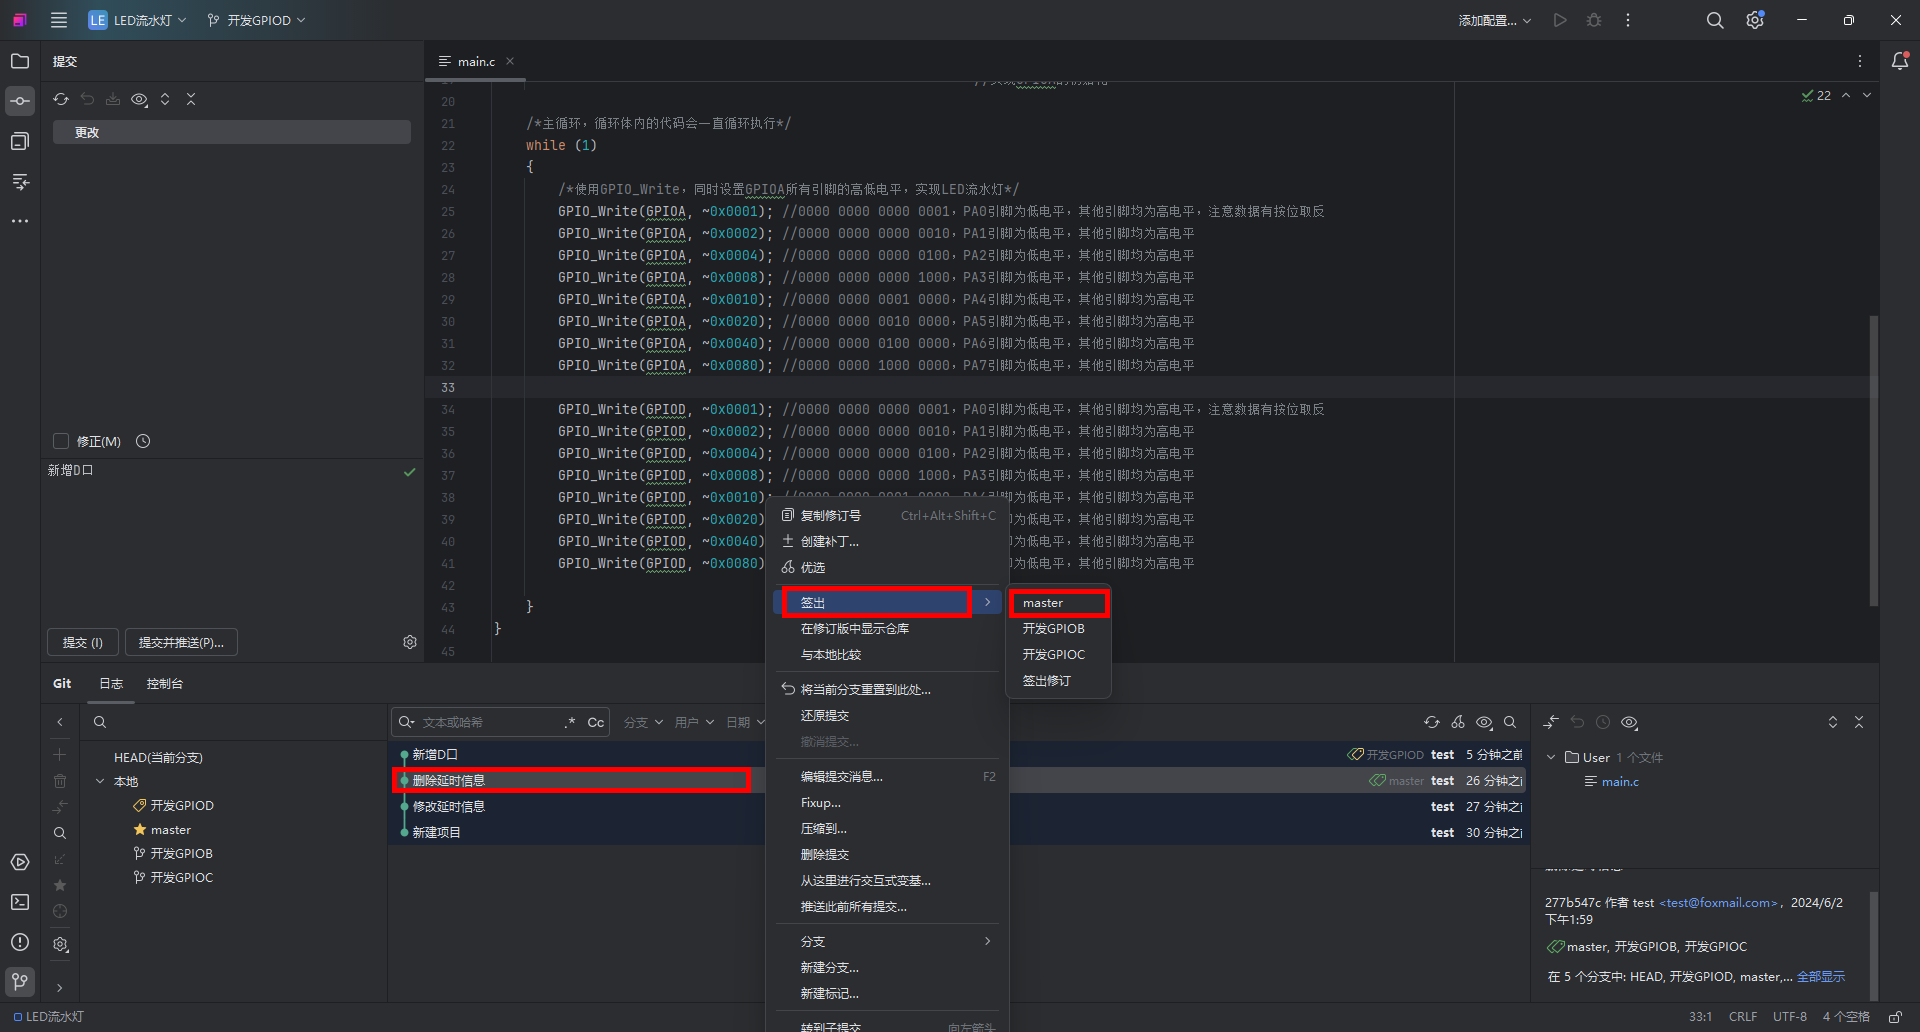 LE LED流水灯 开发GPIOD 添加配置...
提交
main.c
更改
22
20
21 /*主循环，循环体内的代码会一直循环执行*/
22 while (1)
23 {
24 /*使用GPIO_Write，同时设置GPIOA所有引脚的高低电平，实现LED流水灯*/
25 GPIO_Write(GPIOA, ~0x0001); //0000 0000 0000 0001，PA0引脚为低电平，其他引脚均为高电平，注意数据有按位取反
26 GPIO_Write(GPIOA, ~0x0002); //0000 0000 0000 0010，PA1引脚为低电平，其他引脚均为高电平
27 GPIO_Write(GPIOA, ~0x0004); //0000 0000 0000 0100，PA2引脚为低电平，其他引脚均为高电平
28 GPIO_Write(GPIOA, ~0x0008); //0000 0000 0000 1000，PA3引脚为低电平，其他引脚均为高电平
29 GPIO_Write(GPIOA, ~0x0010); //0000 0000 0001 0000，PA4引脚为低电平，其他引脚均为高电平
30 GPIO_Write(GPIOA, ~0x0020); //0000 0000 0010 0000，PA5引脚为低电平，其他引脚均为高电平
31 GPIO_Write(GPIOA, ~0x0040); //0000 0000 0100 0000，PA6引脚为低电平，其他引脚均为高电平
32 GPIO_Write(GPIOA, ~0x0080); //0000 0000 1000 0000，PA7引脚为低电平，其他引脚均为高电平
33
34 GPIO_Write(GPIOD, ~0x0001); //0000 0000 0000 0001，PA0引脚为低电平，其他引脚均为高电平，注意数据有按位取反
35 GPIO_Write(GPIOD, ~0x0002); //0000 0000 0000 0010，PA1引脚为低电平，其他引脚均为高电平
36 GPIO_Write(GPIOD, ~0x0004); //0000 0000 0000 0100，PA2引脚为低电平，其他引脚均为高电平
37 GPIO_Write(GPIOD, ~0x0008); //0000 0000 0000 1000，PA3引脚为低电平，其他引脚均为高电平
38 GPIO_Write(GPIOD, ~0x0010); 为低电平，其他引脚均为高电平
39 GPIO_Write(GPIOD, ~0x0020) 为低电平，其他引脚均为高电平
40 GPIO_Write(GPIOD, ~0x0040) 为低电平，其他引脚均为高电平
41 GPIO_Write(GPIOD, ~0x0080) 为低电平，其他引脚均为高电平
42
43 }
44 }
45
修正(M)
新增D口
提交 (I) 提交并推送(P)...
复制修订号 Ctrl+Alt+Shift+C
创建补丁...
优选
签出
在修订版中显示仓库
与本地比较
将当前分支重置到此处...
还原提交
撤消提交...
编辑提交消息... F2
Fixup...
压缩到...
删除提交
从这里进行交互式变基...
推送此前所有提交...
分支
新建分支...
新建标记...
转到子提交 向左箭头
master
开发GPIOB
开发GPIOC
签出修订
Git 日志 控制台
HEAD(当前分支)
本地
开发GPIOD
master
开发GPIOB
开发GPIOC
文本或哈希 .* Cc 分支 用户 日期
新增D口 开发GPIOD test 5 分钟之前
删除延时信息 master test 26 分钟之
修改延时信息 test 27 分钟之
新建项目 test 30 分钟之
User 1 个文件
main.c
277b547c 作者 test <test@foxmail.com>，2024/6/2
下午1:59
master, 开发GPIOB, 开发GPIOC
在 5 个分支中: HEAD, 开发GPIOD, master,... 全部显示
LED流水灯 33:1 CRLF UTF-8 4 个空格